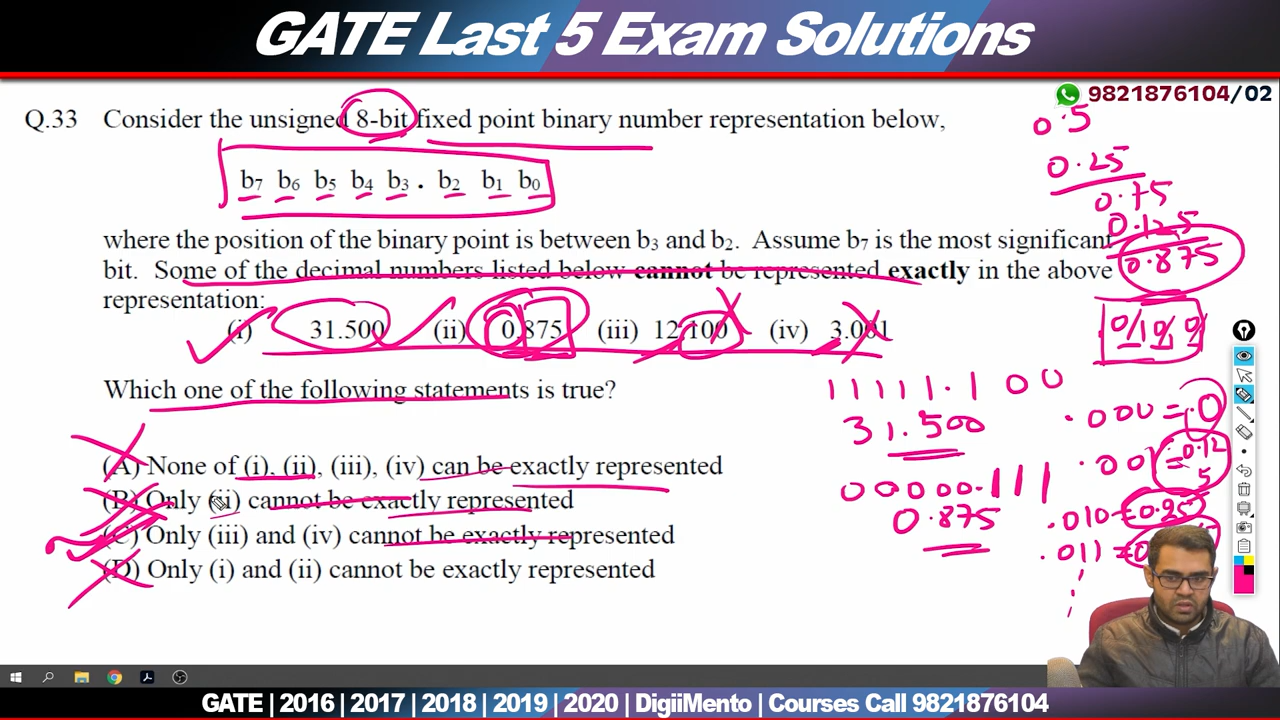 GATE Last 5 Exam Solutions
9821876104/02
Q.33 Consider the unsigned 8-bit fixed point binary number representation below,
b7 b6 b5 b4 b3 . b2 b1 b0
where the position of the binary point is between b3 and b2. Assume b7 is the most significant
bit. Some of the decimal numbers listed below cannot be represented exactly in the above
representation:
(i) 31.500 (ii) 0.875 (iii) 12.100 (iv) 3.001
Which one of the following statements is true?
(A) None of (i), (ii), (iii), (iv) can be exactly represented
(B) Only (ii) cannot be exactly represented
(C) Only (iii) and (iv) cannot be exactly represented
(D) Only (i) and (ii) cannot be exactly represented
0.5
0.25
0.75
0.125
0.875
11111.100
31.500
00000.111
0.875
.000 = .0
.001 = 0.125
.010 = 0.25
.011 =
GATE | 2016 | 2017 | 2018 | 2019 | 2020 | DigiiMento | Courses Call 9821876104